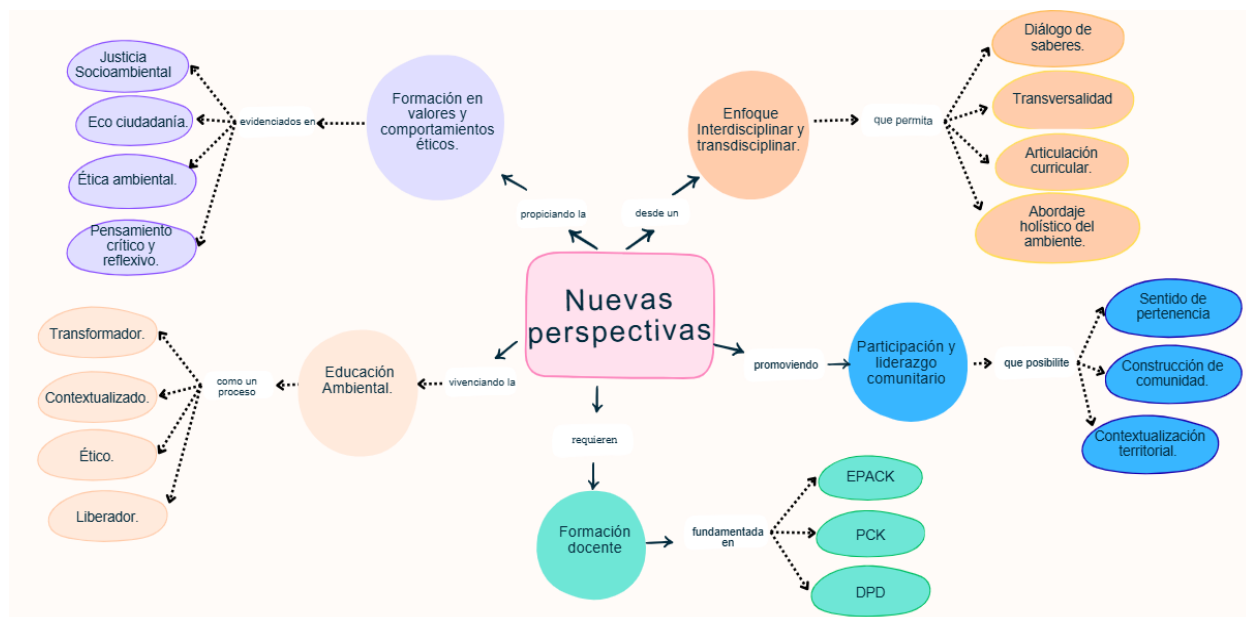 Nuevas
perspectivas
propiciando la
Formación en
valores y
comportamientos
éticos.
evidenciados en
Justicia
Socioambiental
Eco ciudadanía.
Ética ambiental.
Pensamiento
crítico y
reflexivo.
desde un
Enfoque
Interdisciplinar y
transdisciplinar.
que permita
Diálogo de
saberes.
Transversalidad
Articulación
curricular.
Abordaje
holístico del
ambiente.
promoviendo
Participación y
liderazgo
comunitario
que posibilite
Sentido de
pertenencia
Construcción de
comunidad.
Contextualización
territorial.
requieren
Formación
docente
fundamentada
en
EPACK
PCK
DPD
vivenciando la
Educación
Ambiental.
como un
proceso
Transformador.
Contextualizado.
Ético.
Liberador.